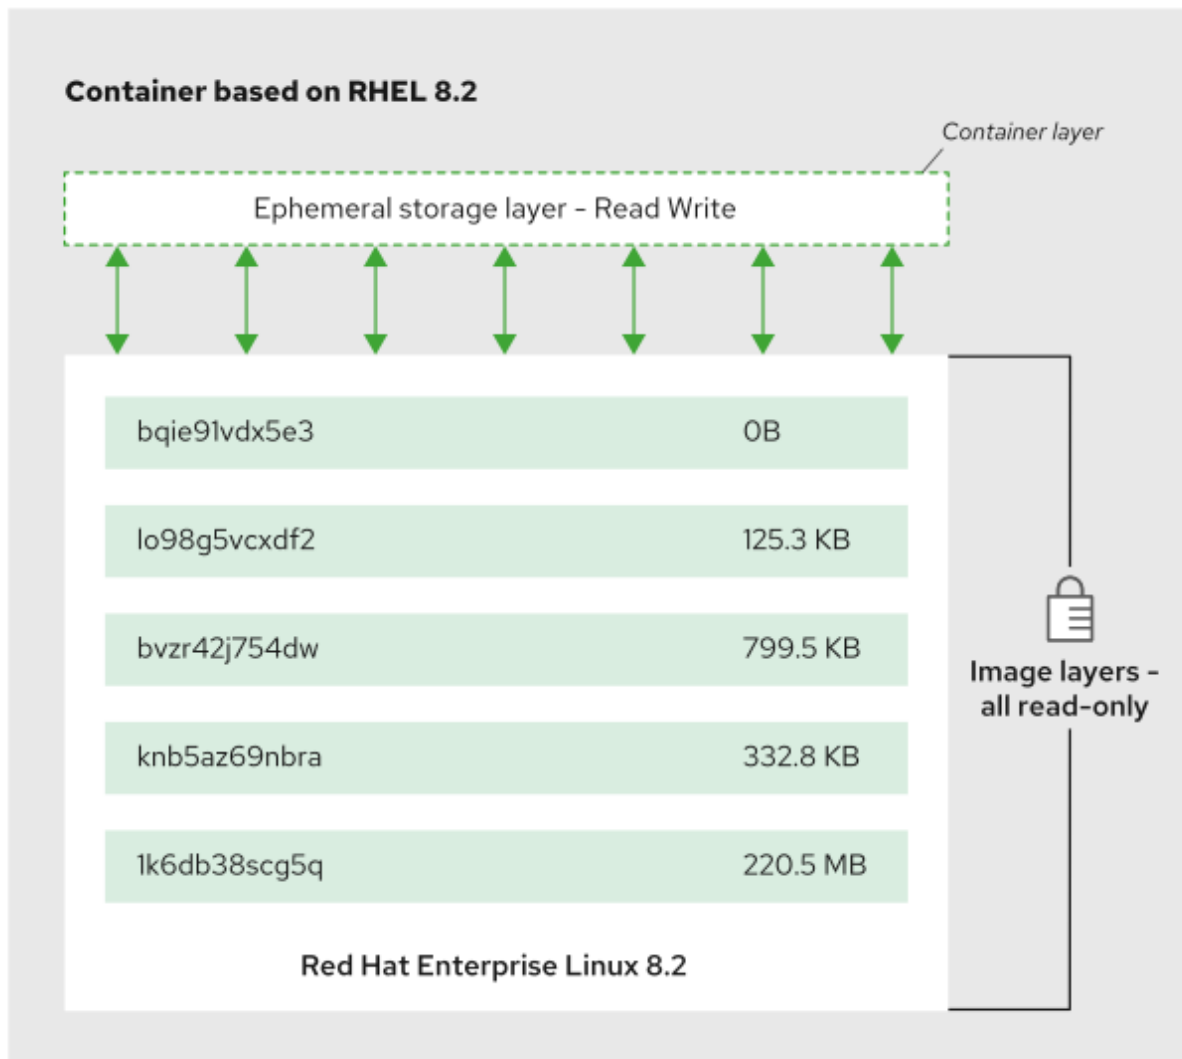 Container based on RHEL 8.2
Container layer
Ephemeral storage layer - Read Write
bqie91vdx5e3 0B
lo98g5vcxdf2 125.3 KB
bvzr42j754dw 799.5 KB
knb5az69nbra 332.8 KB
1k6db38scg5q 220.5 MB
Image layers -
all read-only
Red Hat Enterprise Linux 8.2